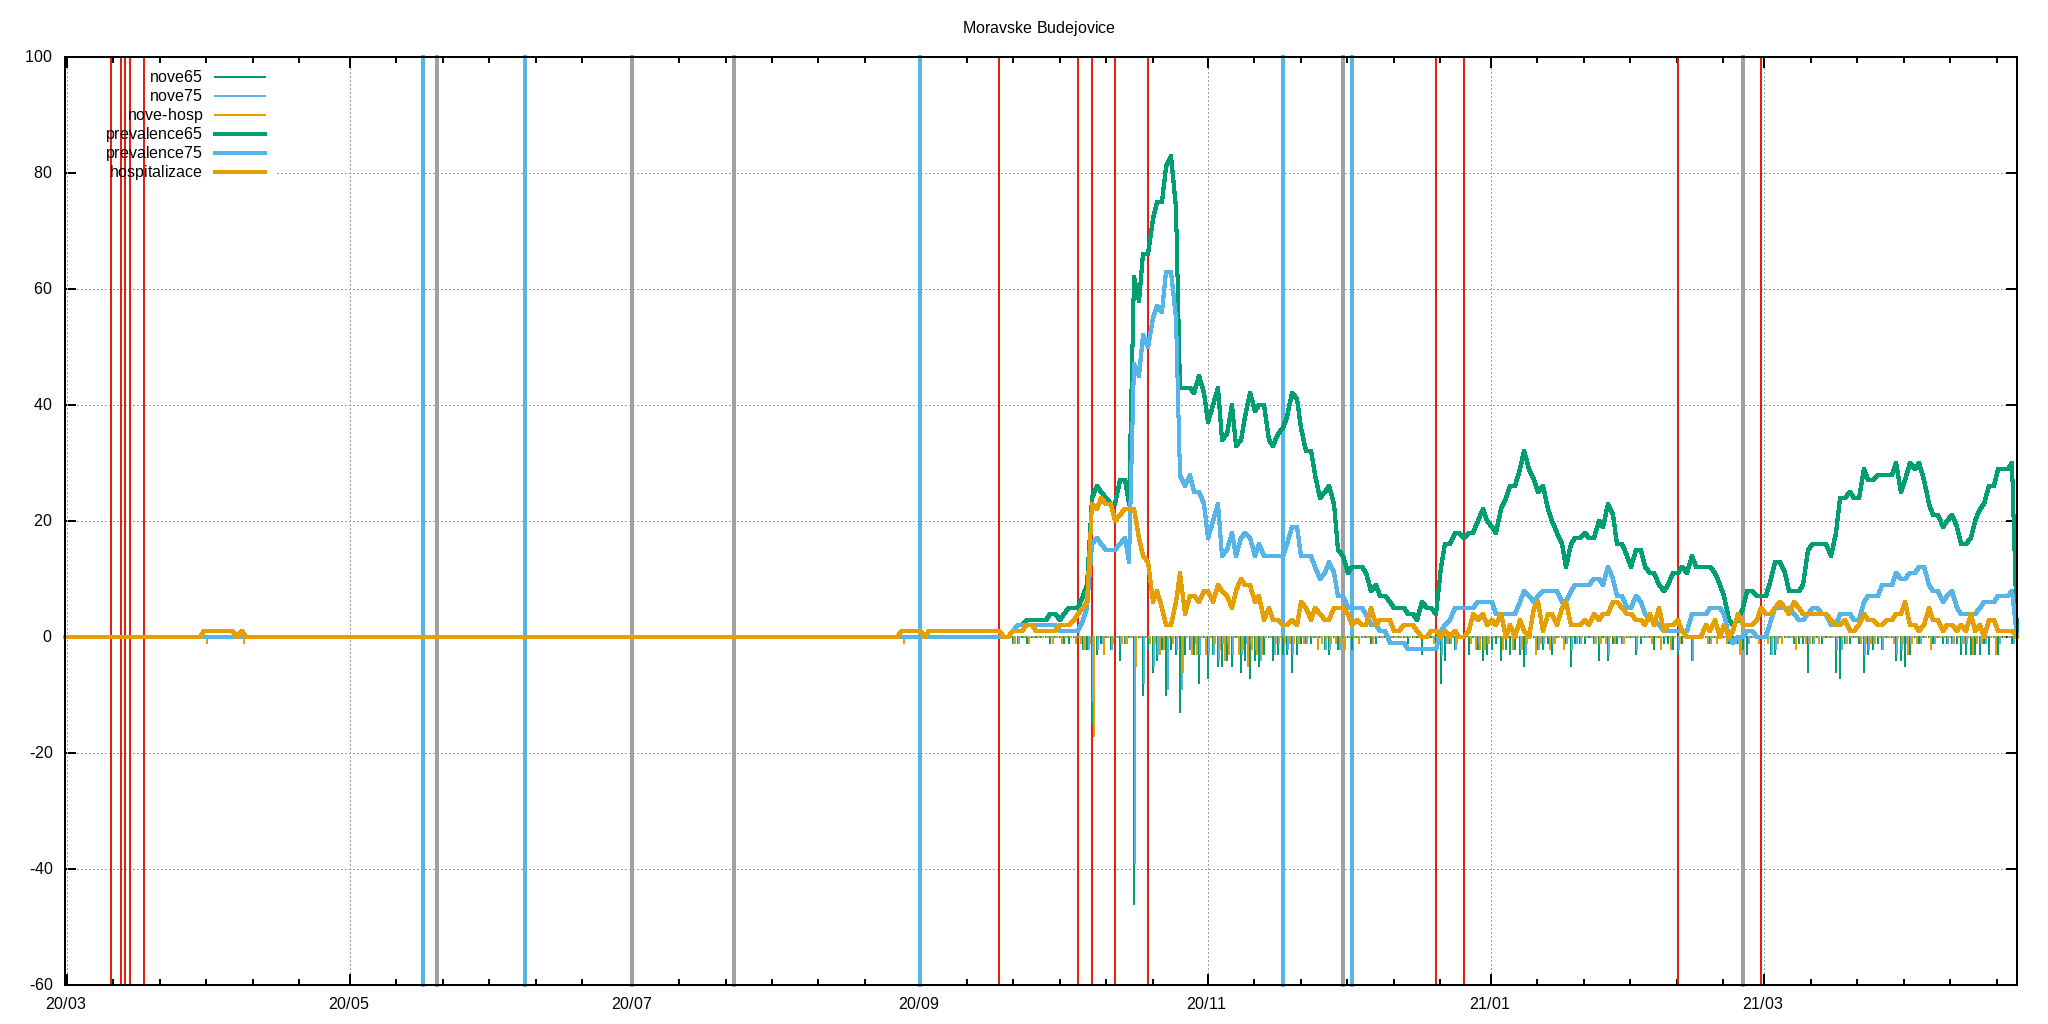 Moravske Budejovice
100
80
60
40
20
0
-20
-40
-60
nove65
nove75
nove-hosp
prevalence65
prevalence75
hospitalizace
20/03 20/05 20/07 20/09 20/11 21/01 21/03